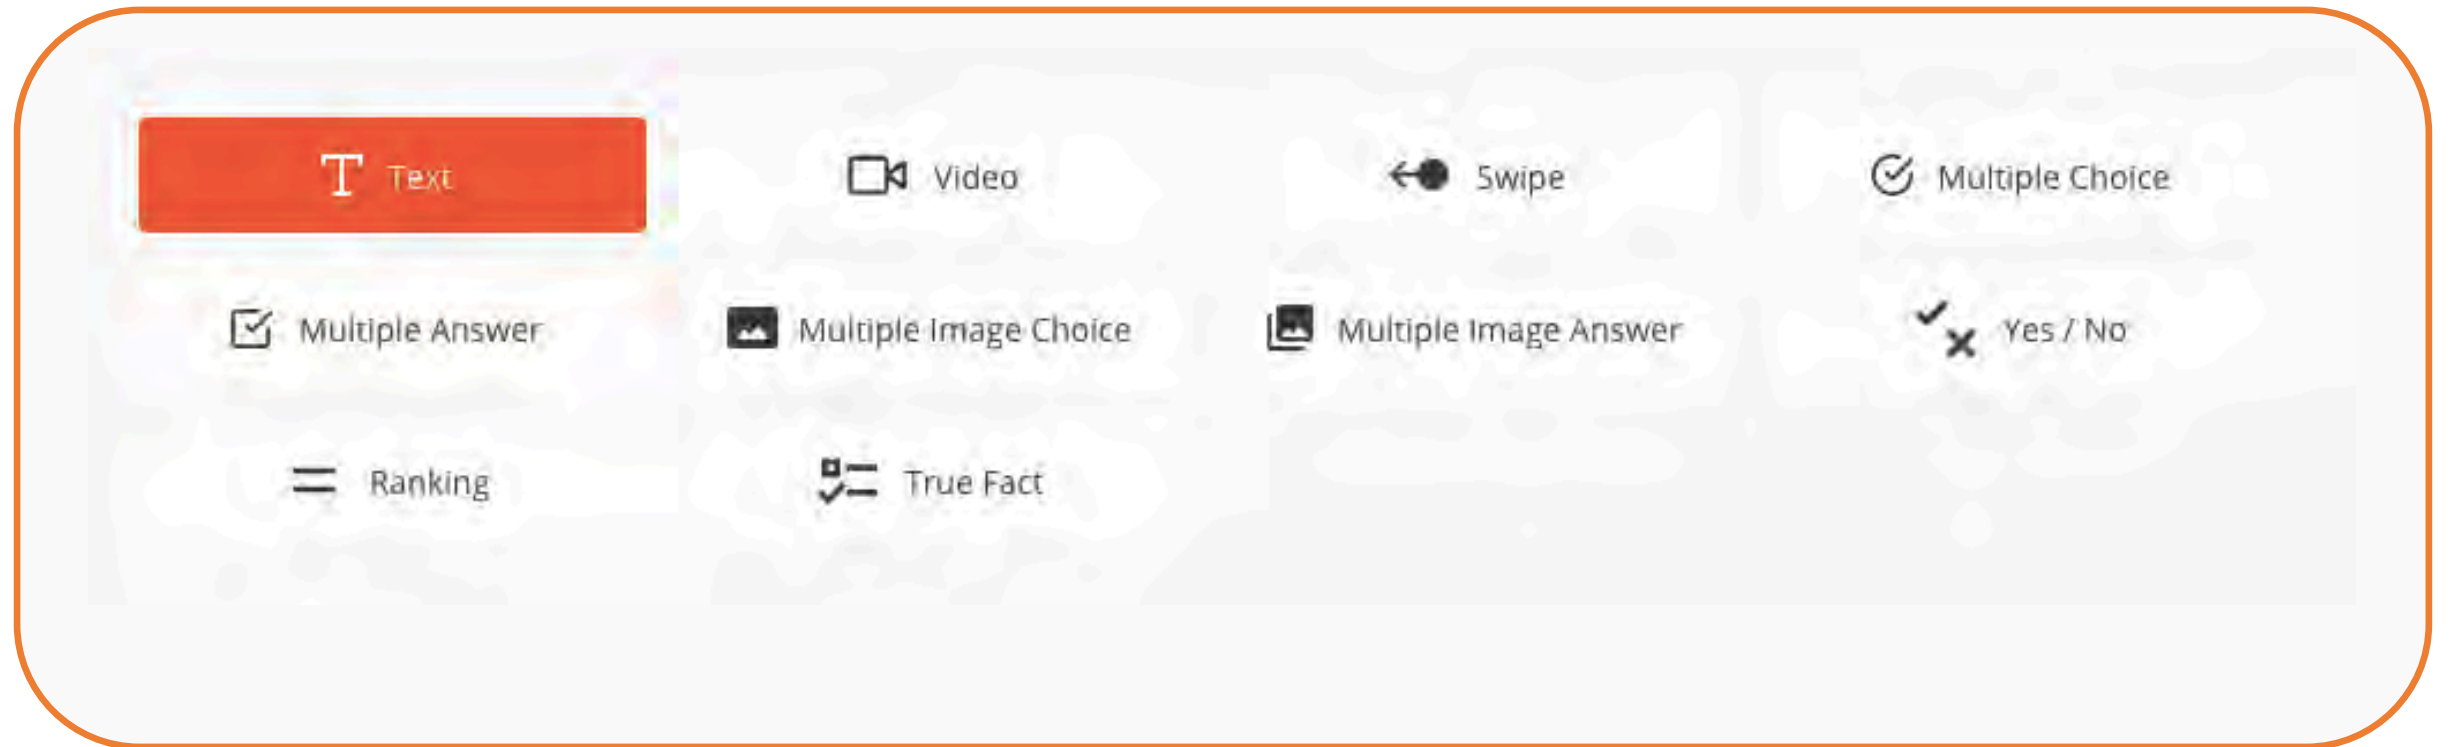 Text Video Swipe Multiple Choice
Multiple Answer Multiple Image Choice Multiple Image Answer Yes / No
Ranking True Fact